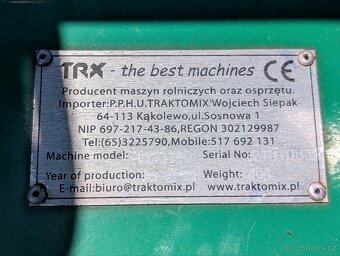 TRX - the best machines CE
Producent maszyn rolniczych oraz osprzętu.
Importer:P.P.H.U.TRAKTOMIX Wojciech Siepak
64-113 Kąkolewo,ul.Sosnowa 1
NIP 697-217-43-86,REGON 302129987
Tel:(65)3225790,Mobile:517 692 131
Machine model: Serial No:
Year of production: Weight:
E-mail:biuro@traktomix.pl www.traktomix.pl